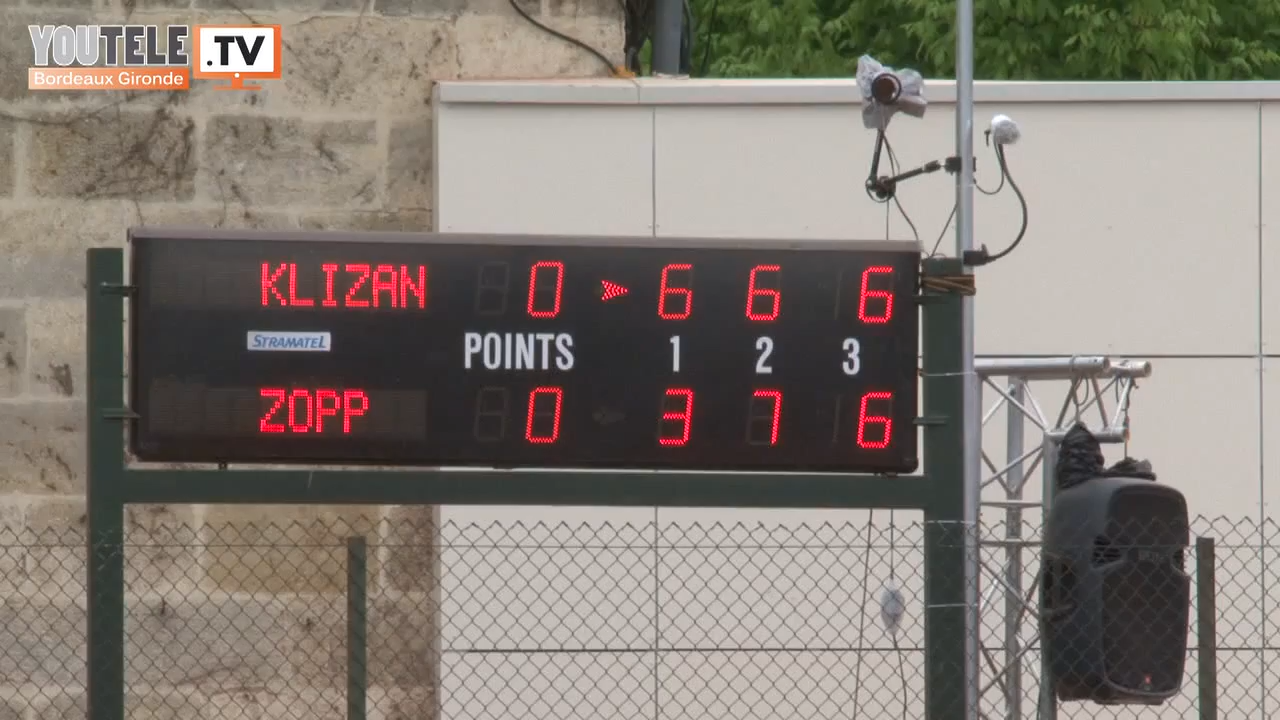 YOUTELE .TV
Bordeaux Gironde
KLIZAN 0 6 6 6
STRAMATEL POINTS 1 2 3
ZOPP 0 3 7 6